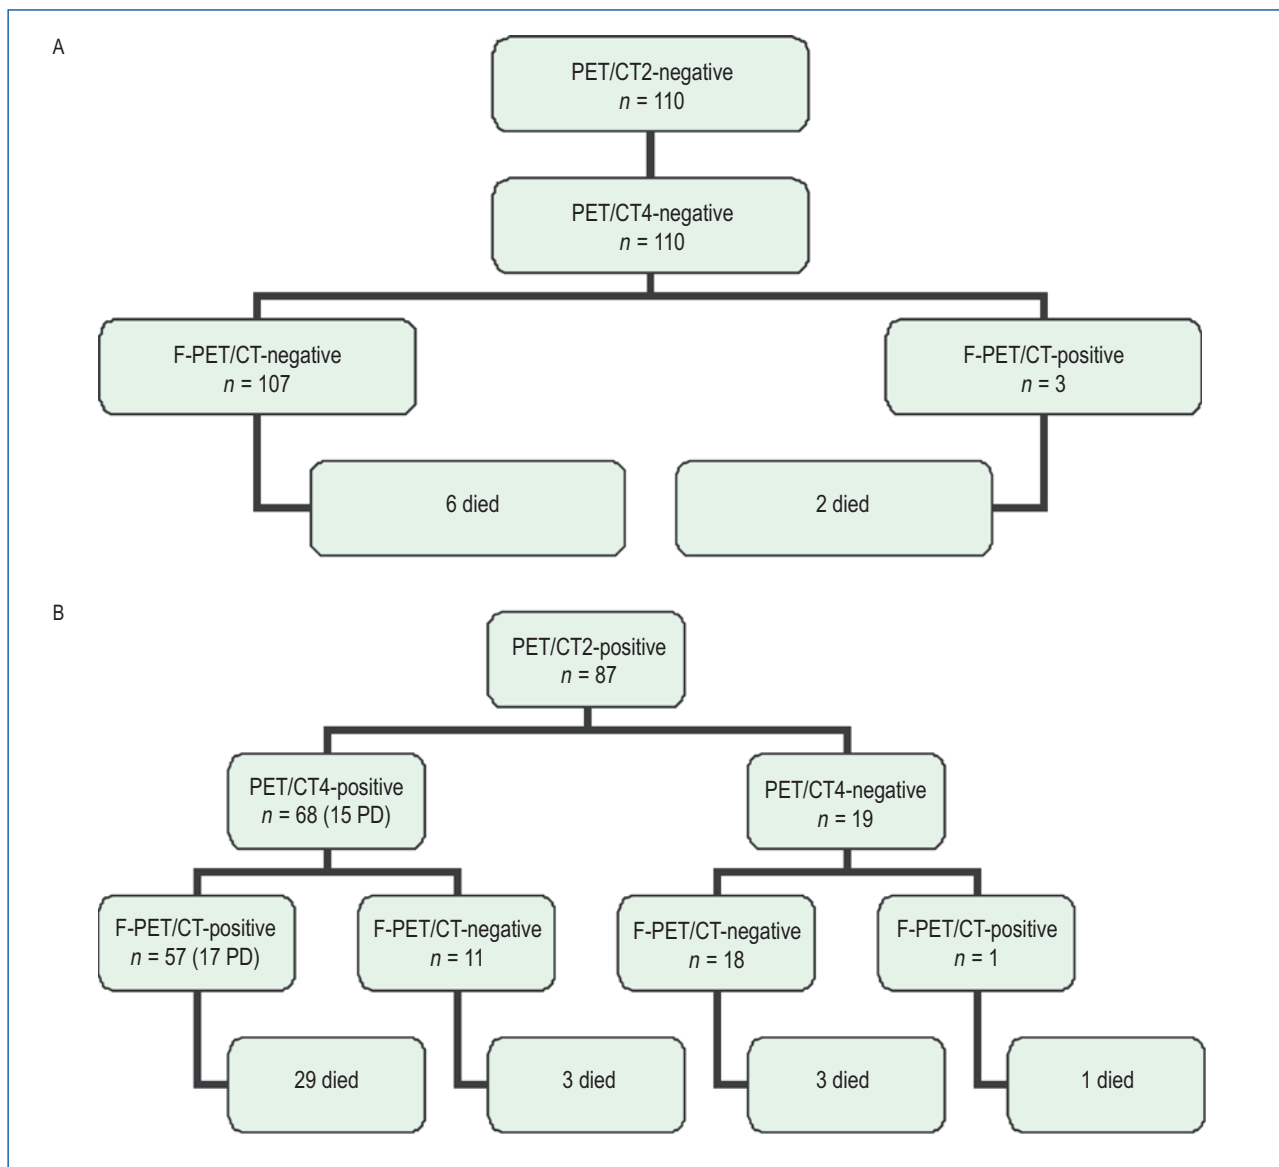 A
PET/CT2-negative
n = 110
PET/CT4-negative
n = 110
F-PET/CT-negative
n = 107
F-PET/CT-positive
n = 3
6 died
2 died
B
PET/CT2-positive
n = 87
PET/CT4-positive
n = 68 (15 PD)
PET/CT4-negative
n = 19
F-PET/CT-positive
n = 57 (17 PD)
F-PET/CT-negative
n = 11
F-PET/CT-negative
n = 18
F-PET/CT-positive
n = 1
29 died
3 died
3 died
1 died